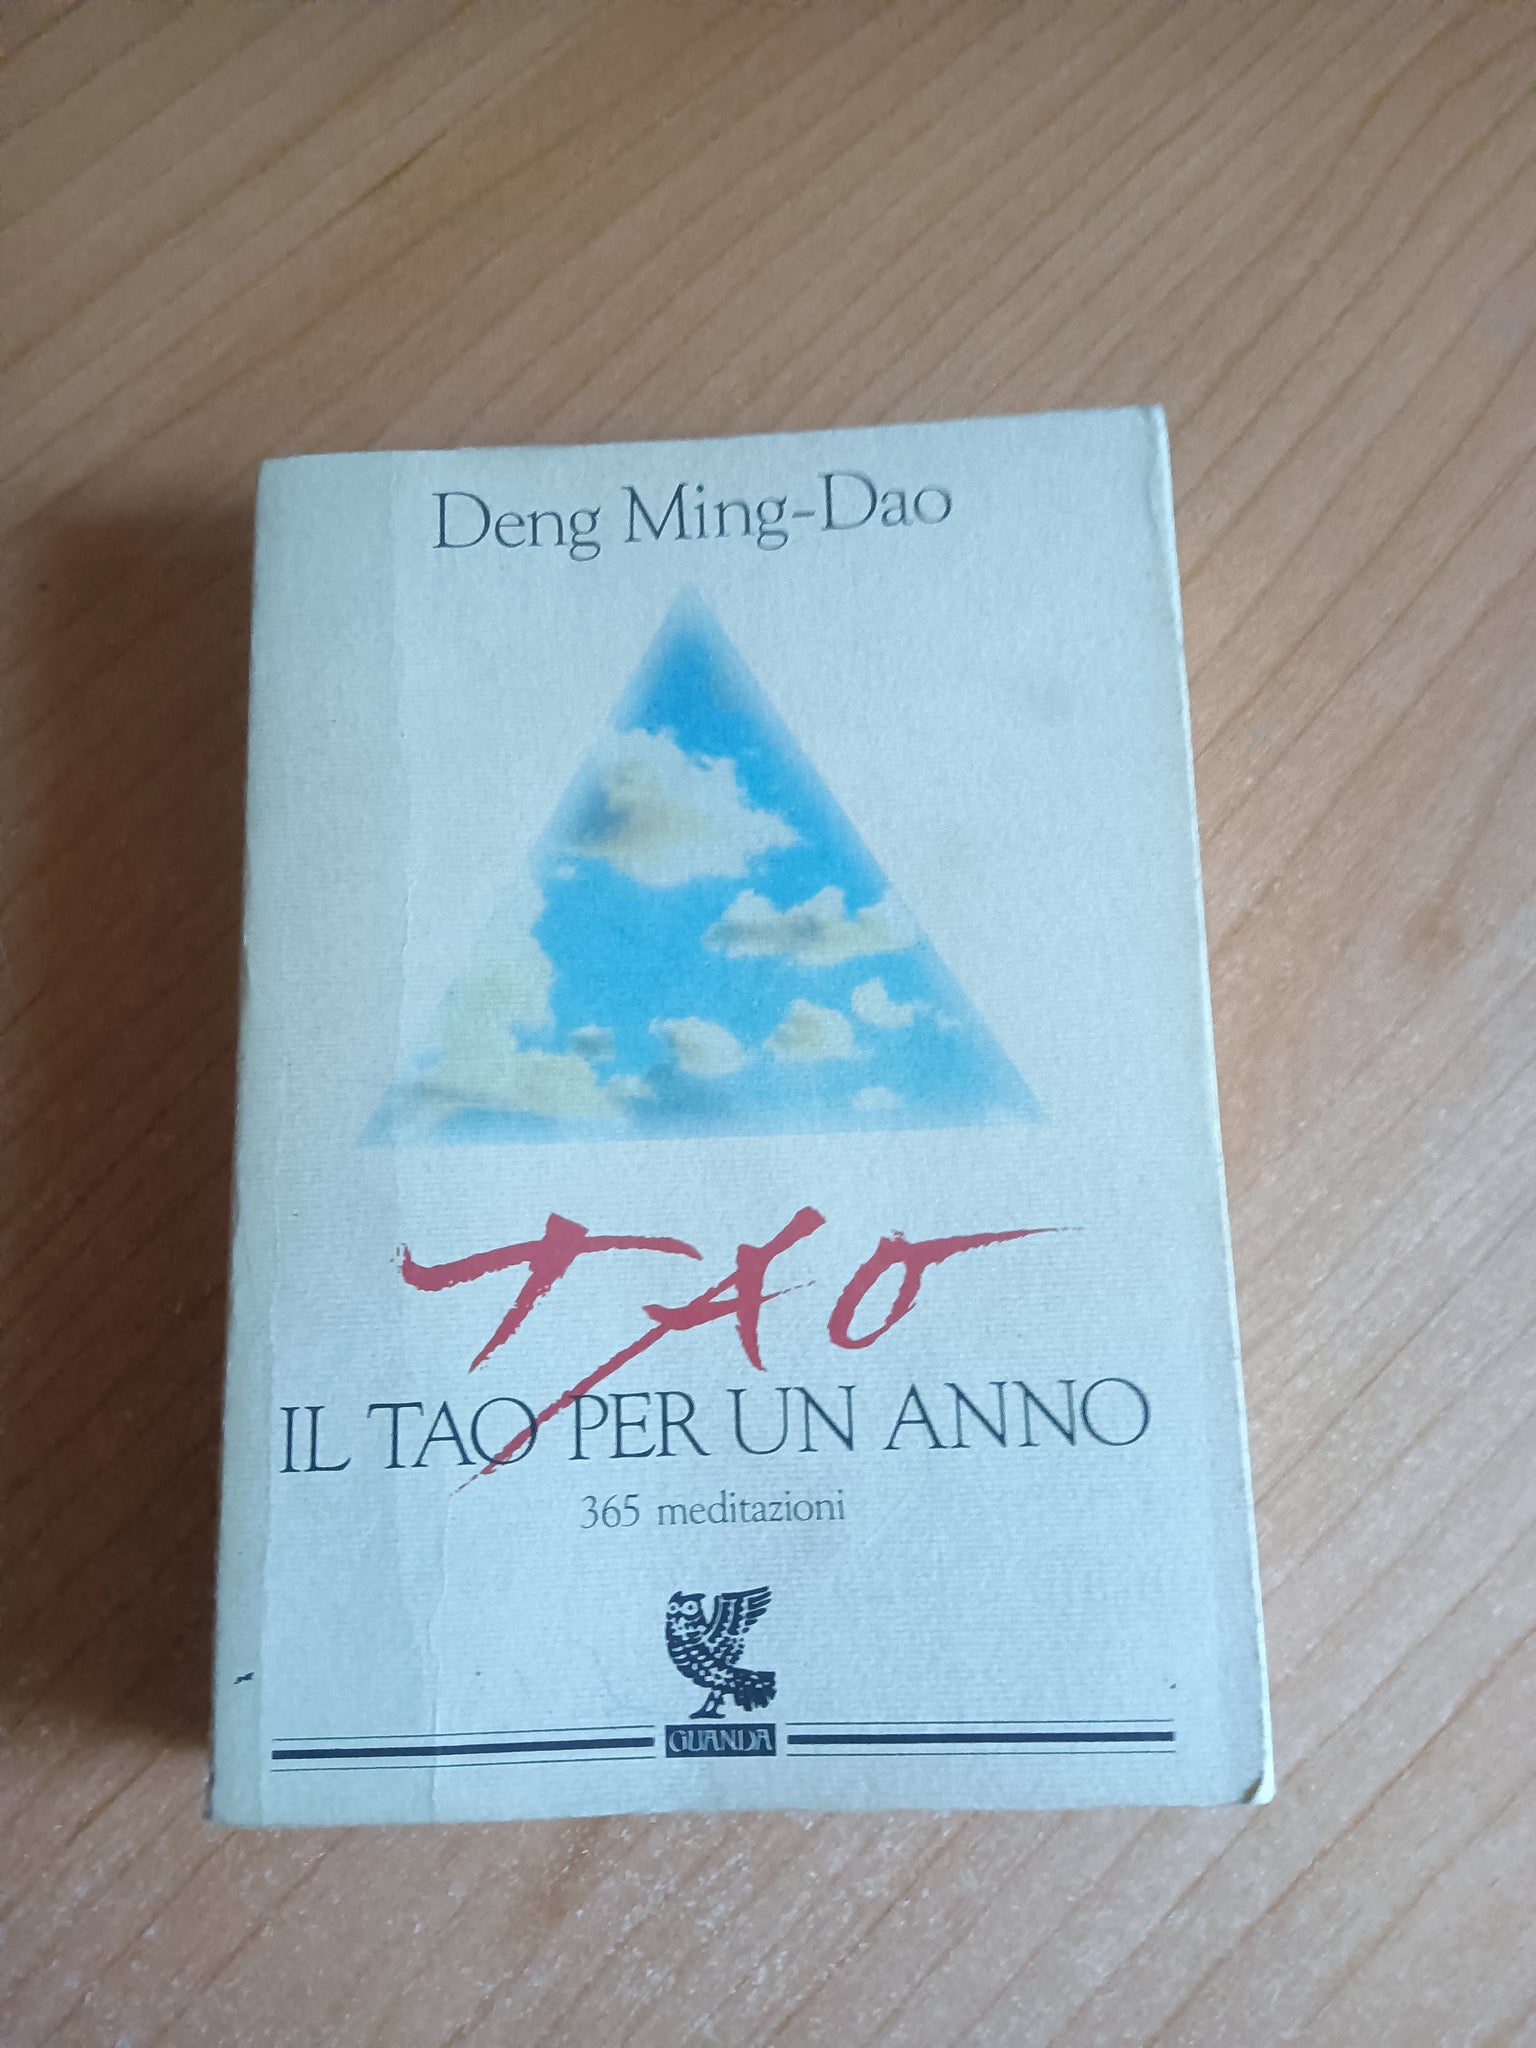 Deng Ming-Dao
TAO
IL TAO PER UN ANNO
365 meditazioni
GUANDA